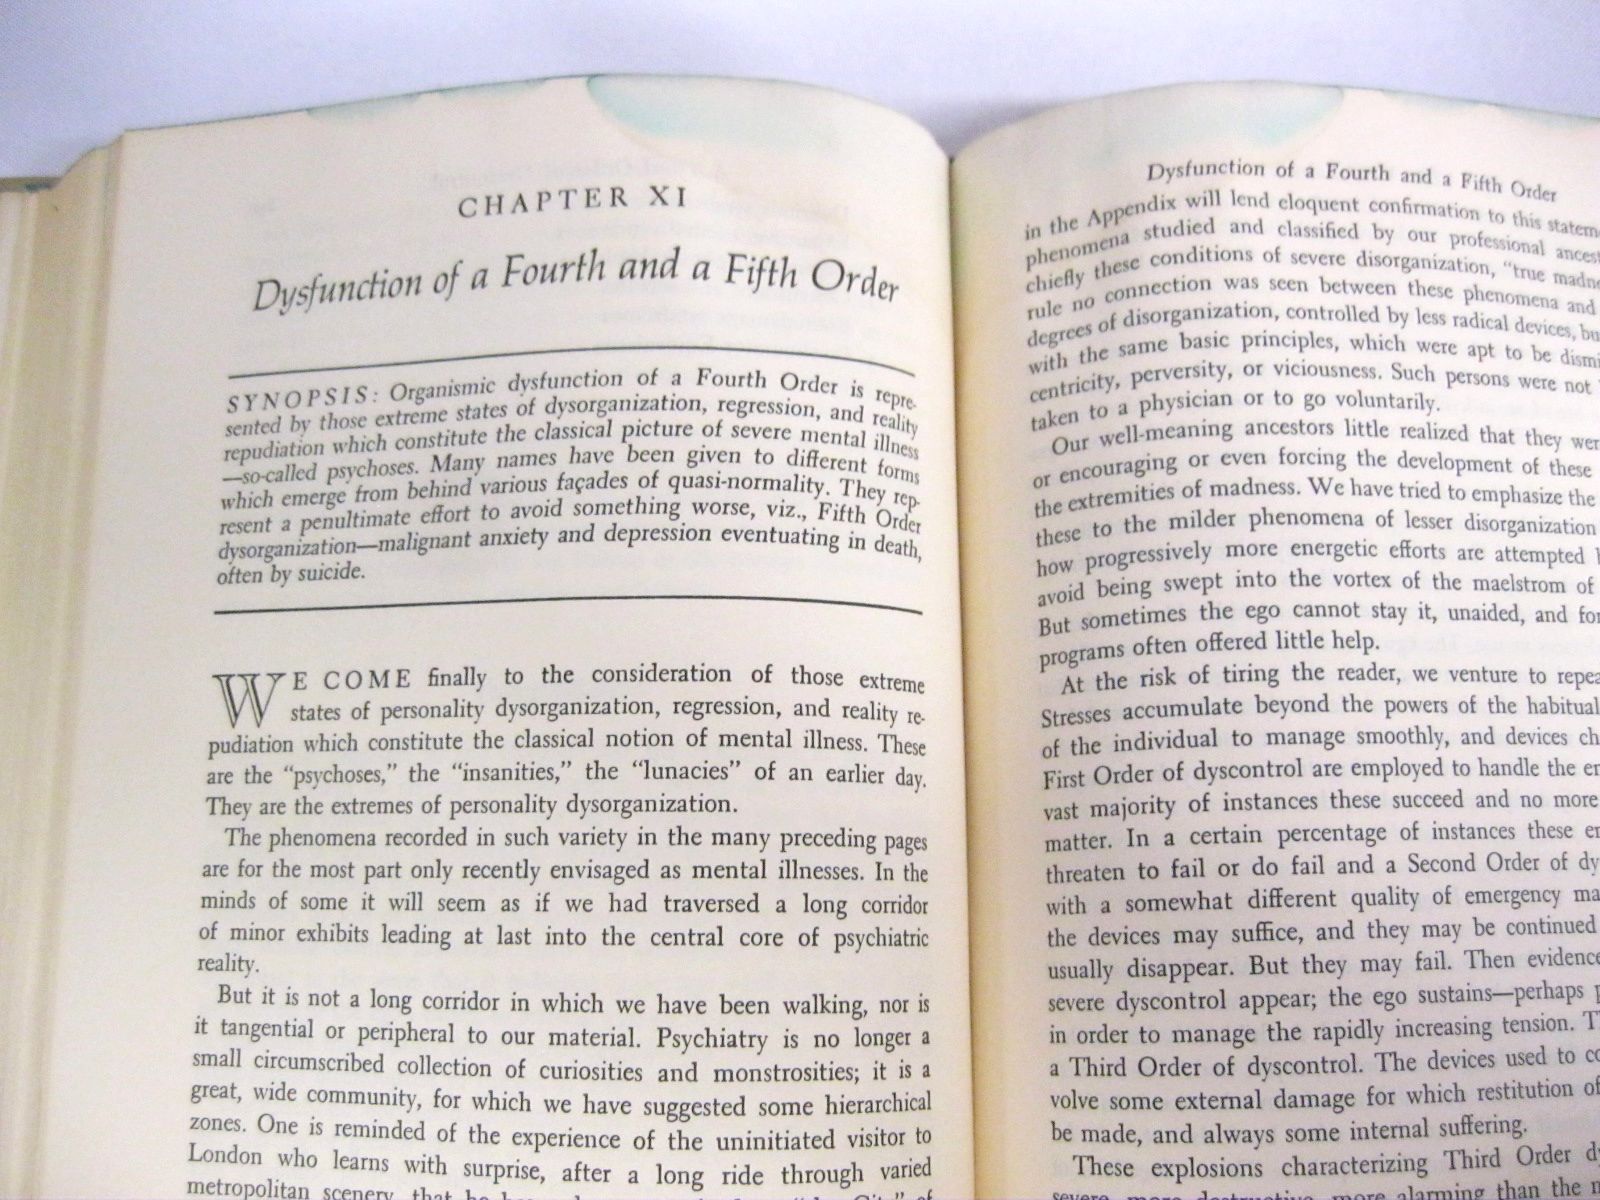 CHAPTER XI
Dysfunction of a Fourth and a Fifth Order
SYNOPSIS: Organismic dysfunction of a Fourth Order is repre-
sented by those extreme states of dysorganization, regression, and reality
repudiation which constitute the classical picture of severe mental illness
—so-called psychoses. Many names have been given to different forms
which emerge from behind various façades of quasi-normality. They rep-
resent a penultimate effort to avoid something worse, viz., Fifth Order
dysorganization—malignant anxiety and depression eventuating in death,
often by suicide.
WE COME finally to the consideration of those extreme
states of personality dysorganization, regression, and reality re-
pudiation which constitute the classical notion of mental illness. These
are the “psychoses,” the “insanities,” the “lunacies” of an earlier day.
They are the extremes of personality dysorganization.
The phenomena recorded in such variety in the many preceding pages
are for the most part only recently envisaged as mental illnesses. In the
minds of some it will seem as if we had traversed a long corridor
of minor exhibits leading at last into the central core of psychiatric
reality.
But it is not a long corridor in which we have been walking, nor is
it tangential or peripheral to our material. Psychiatry is no longer a
small circumscribed collection of curiosities and monstrosities; it is a
great, wide community, for which we have suggested some hierarchical
zones. One is reminded of the experience of the uninitiated visitor to
London who learns with surprise, after a long ride through varied
metropolitan scenery, that he
Dysfunction of a Fourth and a Fifth Order
in the Appendix will lend eloquent confirmation to this
phenomena studied and classified by our professional
chiefly these conditions of severe disorganization, “true
rule no connection was seen between these phenomena and
degrees of disorganization, controlled by less radical devices,
with the same basic principles, which were apt to be
centricity, perversity, or viciousness. Such persons were not
taken to a physician or to go voluntarily.
Our well-meaning ancestors little realized that they
or encouraging or even forcing the development of these
the extremities of madness. We have tried to emphasize the
these to the milder phenomena of lesser disorganization
how progressively more energetic efforts are attempted
avoid being swept into the vortex of the maelstrom of
But sometimes the ego cannot stay it, unaided, and
programs often offered little help.
At the risk of tiring the reader, we venture to
Stresses accumulate beyond the powers of the habitual
of the individual to manage smoothly, and devices
First Order of dyscontrol are employed to handle the
vast majority of instances these succeed and no more
matter. In a certain percentage of instances these
threaten to fail or do fail and a Second Order of
with a somewhat different quality of emergency
the devices may suffice, and they may be continued
usually disappear. But they may fail. Then evidence
severe dyscontrol appear; the ego sustains—perhaps
in order to manage the rapidly increasing tension.
a Third Order of dyscontrol. The devices used to
volve some external damage for which restitution of
be made, and always some internal suffering.
These explosions characterizing Third Order
more alarming than the